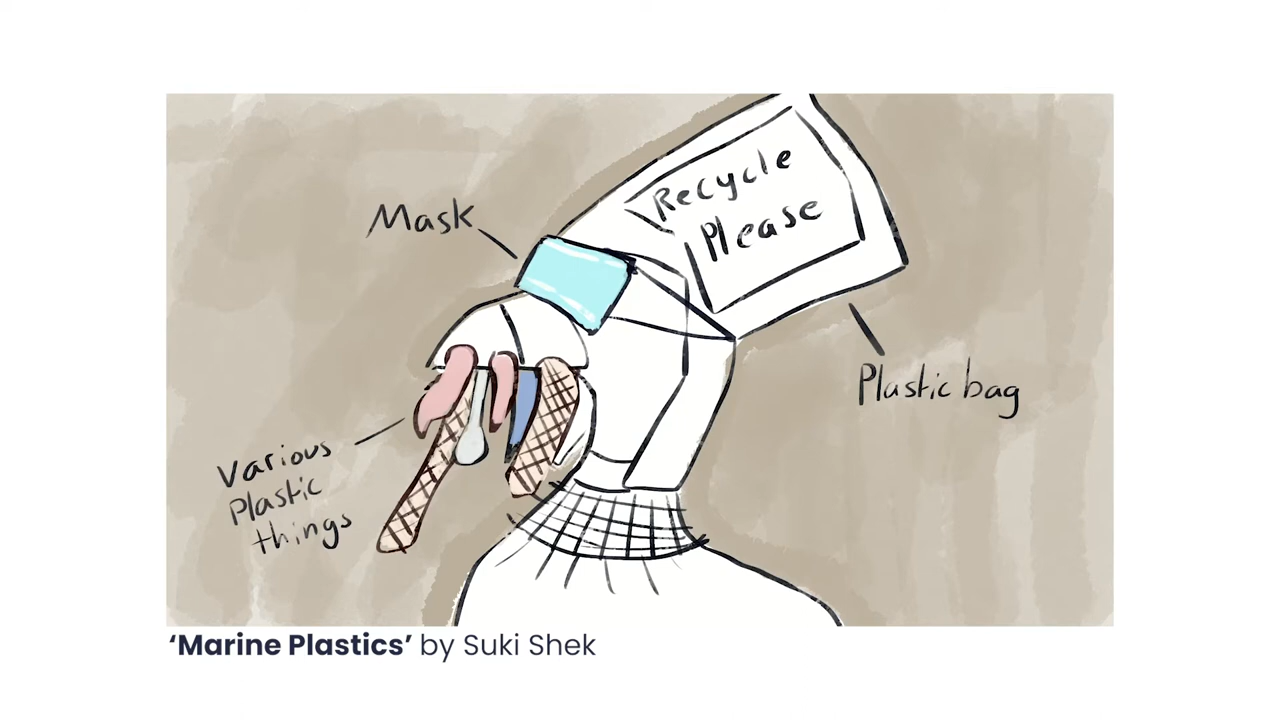 Recycle
Please
Mask
Plastic bag
Various
Plastic
things
‘Marine Plastics’ by Suki Shek